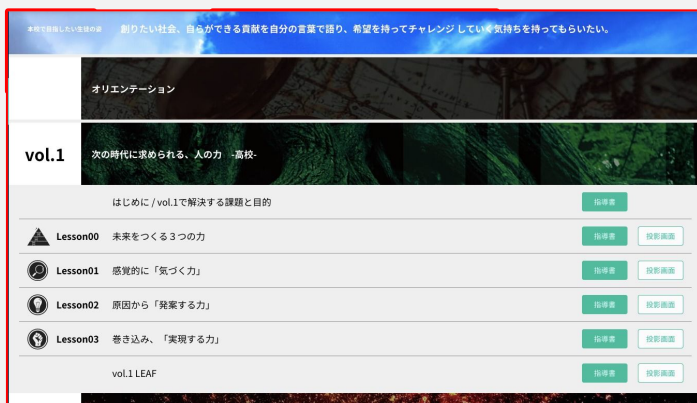 本校で目指したい生徒の姿 創りたい社会、自らができる貢献を自分の言葉で語り、希望を持ってチャレンジしていく気持ちを持ってもらいたい。
オリエンテーション
vol.1 次の時代に求められる、人の力 -高校-
はじめに / vol.1で解決する課題と目的 指導書
Lesson00 未来をつくる３つの力 指導書 投影画面
Lesson01 感覚的に「気づく力」 指導書 投影画面
Lesson02 原因から「発案する力」 指導書 投影画面
Lesson03 巻き込み、「実現する力」 指導書 投影画面
vol.1 LEAF 指導書 投影画面